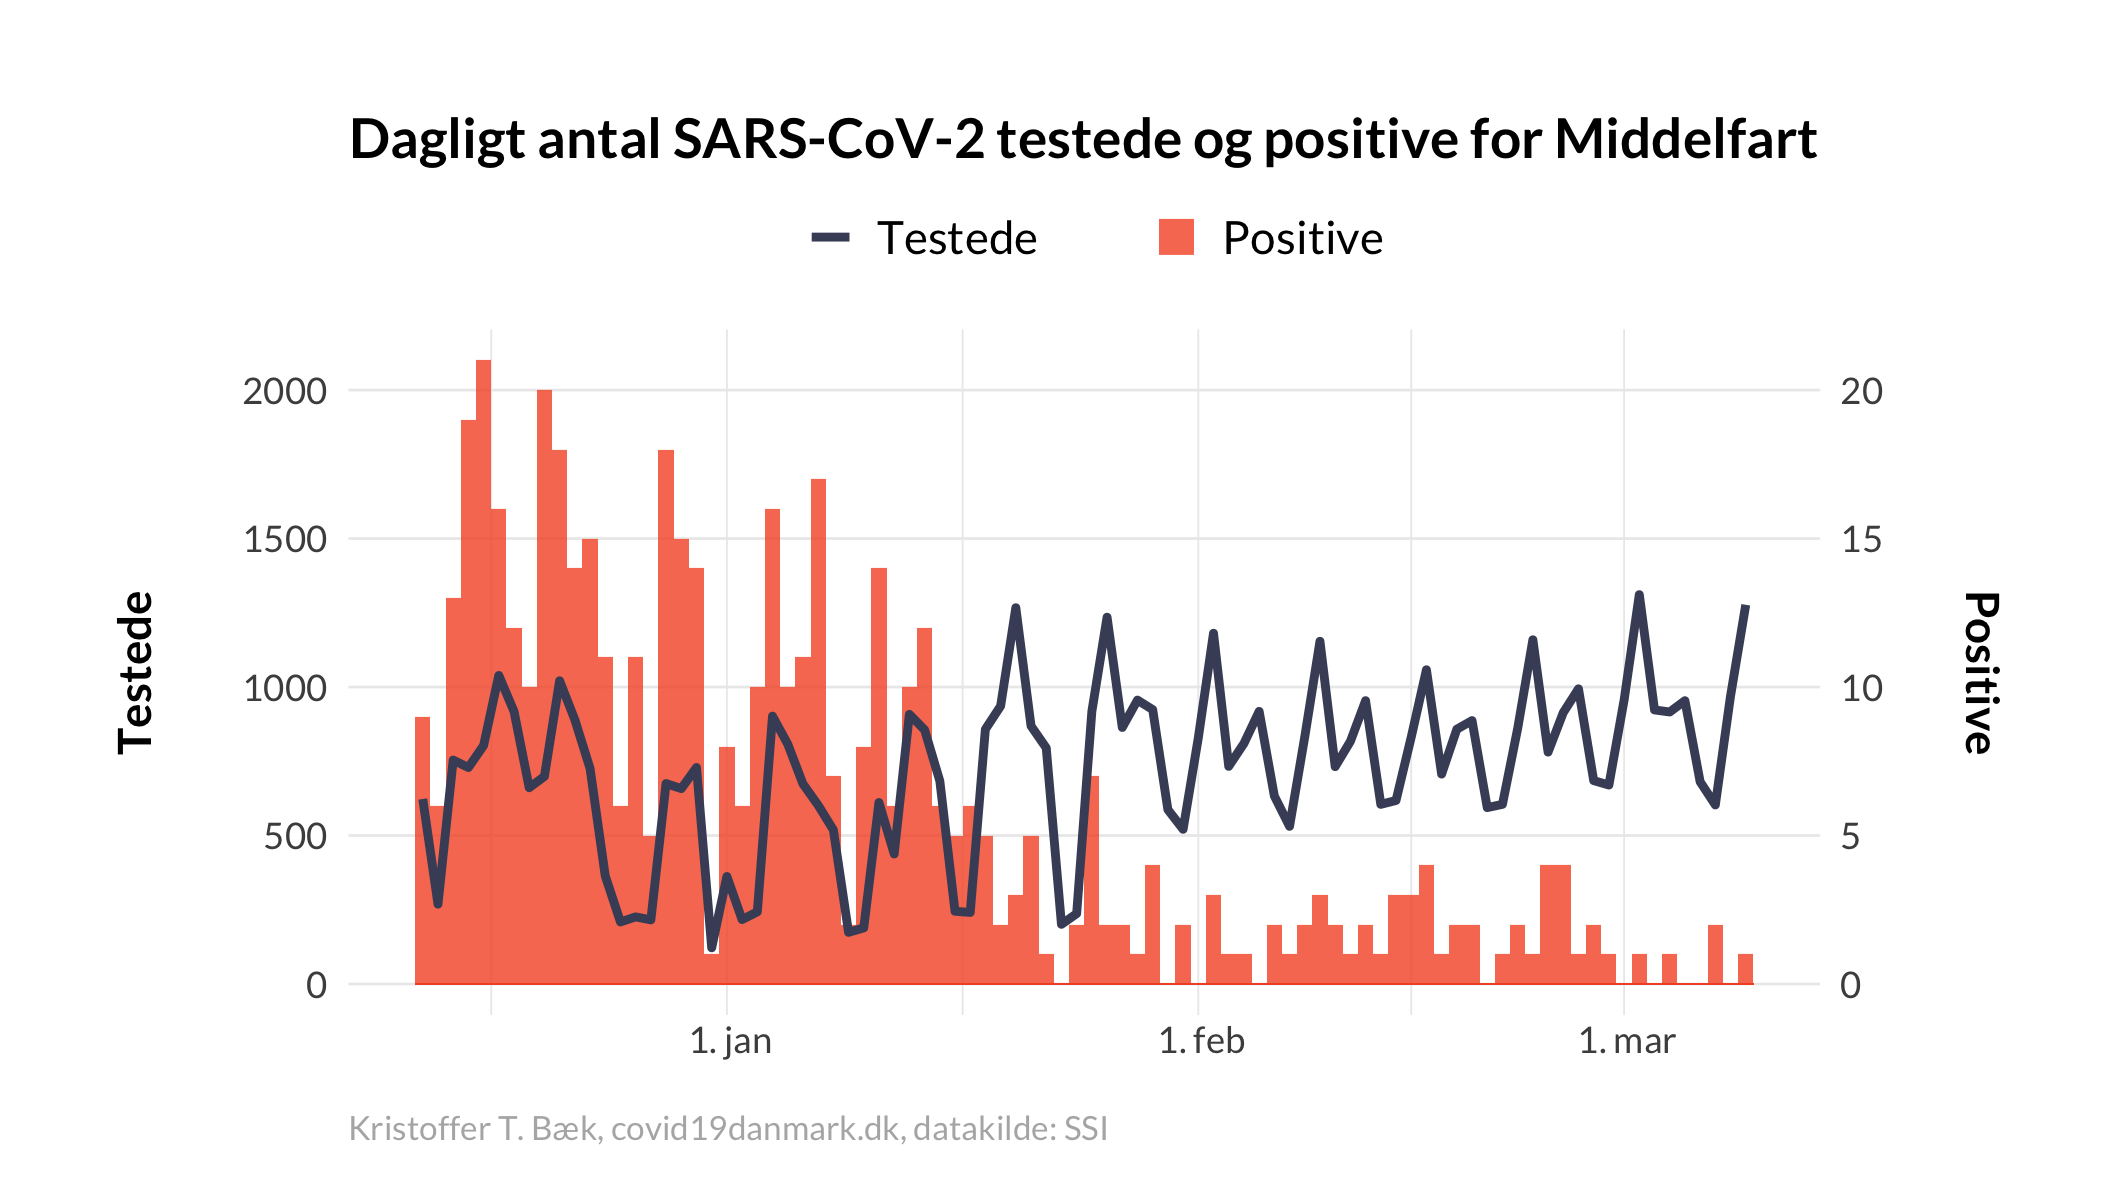 Dagligt antal SARS-CoV-2 testede og positive for Middelfart
Testede Positive
2000 20
1500 15
1000 10
500 5
0 0
Testede
Positive
1. jan 1. feb 1. mar
Kristoffer T. Bæk, covid19danmark.dk, datakilde: SSI